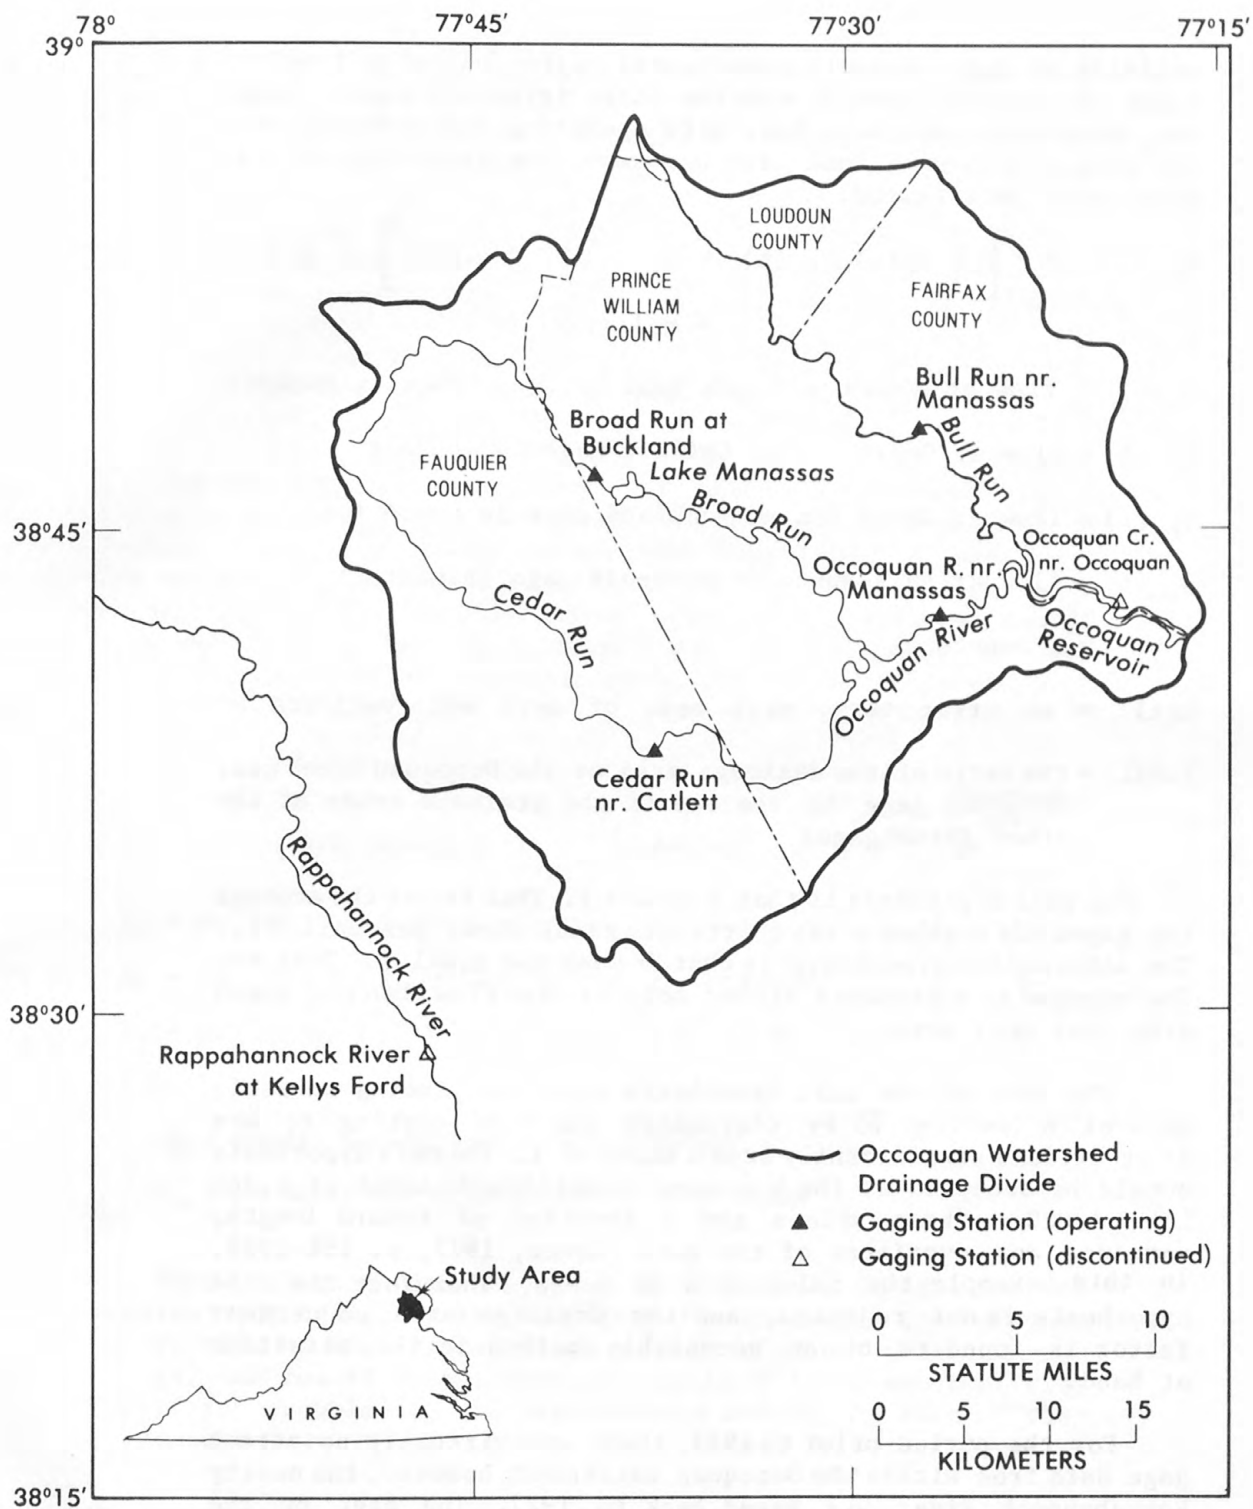 78°
77°45′
77°30′
77°15′
39°
LOUDOUN
COUNTY
PRINCE
WILLIAM
COUNTY
FAIRFAX
COUNTY
Bull Run nr.
Manassas
Broad Run at
Buckland
Bull Run
FAUQUIER
COUNTY
Lake Manassas
Broad Run
38°45′
Occoquan Cr.
nr. Occoquan
Occoquan R. nr.
Manassas
Cedar Run
Occoquan River
Occoquan
Reservoir
Cedar Run
nr. Catlett
Rappahannock River
38°30′
Rappahannock River
at Kellys Ford
Occoquan Watershed
Drainage Divide
Gaging Station (operating)
Gaging Station (discontinued)
Study Area
0 5 10
STATUTE MILES
VIRGINIA
0 5 10 15
KILOMETERS
38°15′